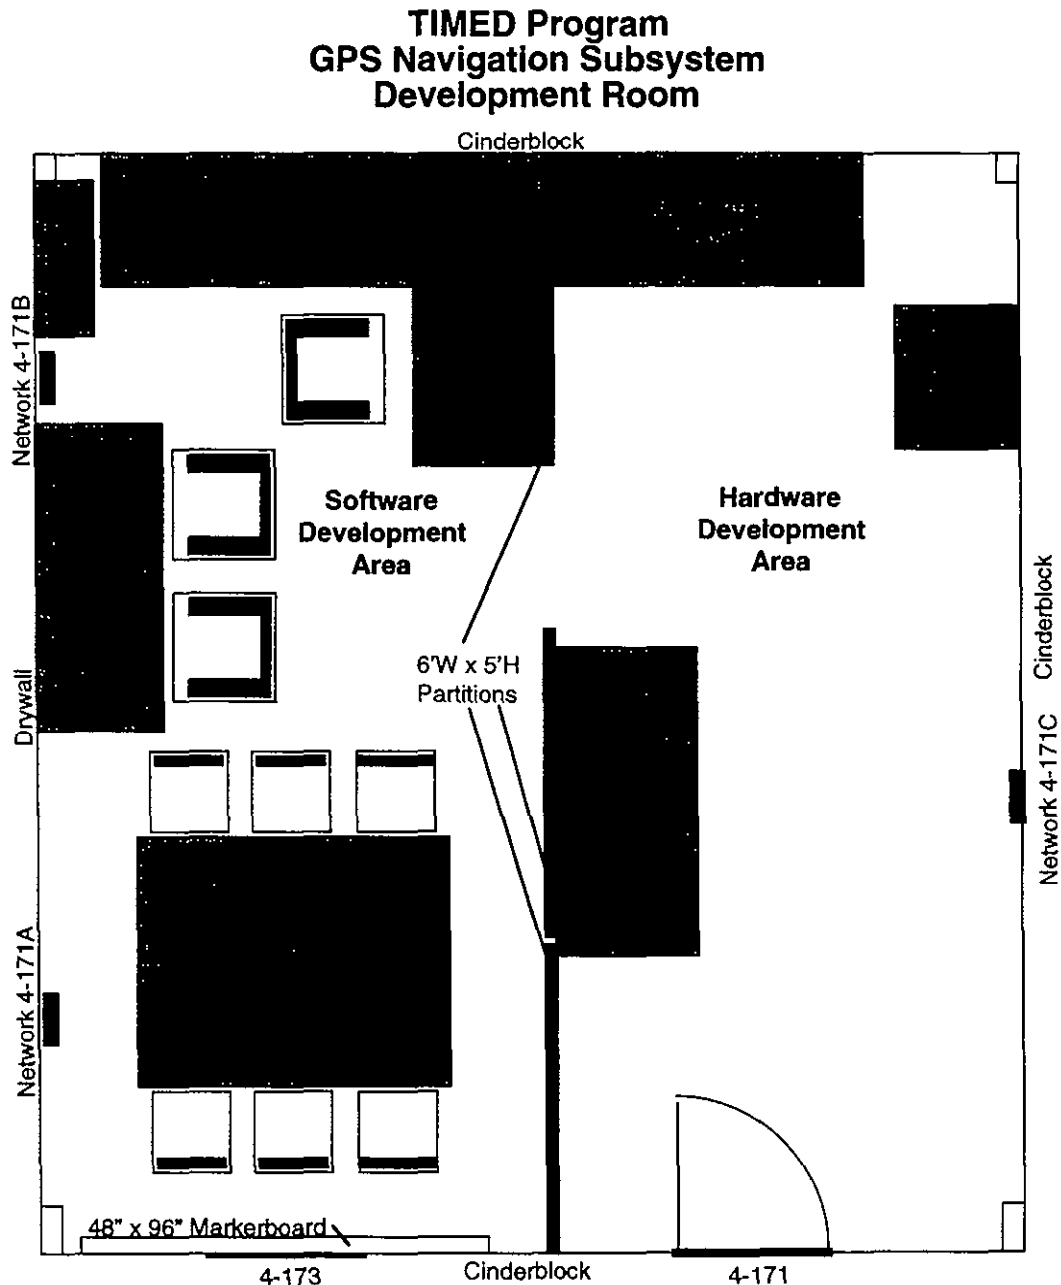 TIMED Program
GPS Navigation Subsystem
Development Room
Cinderblock
Network 4-171B
Software
Development
Area
Hardware
Development
Area
Cinderblock
6'W x 5'H
Partitions
Drywall
Network 4-171C
Network 4-171A
48" x 96" Markerboard
4-173
Cinderblock
4-171